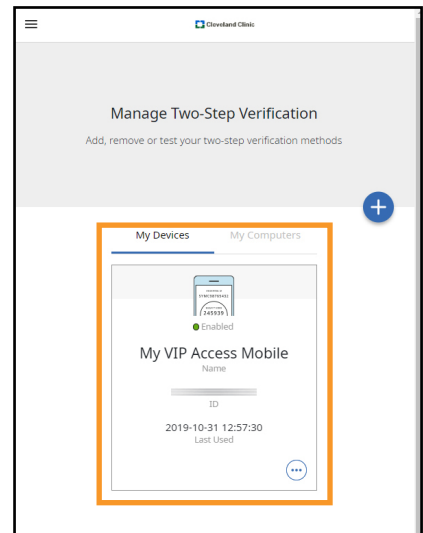 Cleveland Clinic
Manage Two-Step Verification
Add, remove or test your two-step verification methods
My Devices
My Computers
245939
Enabled
My VIP Access Mobile
Name
ID
2019-10-31 12:57:30
Last Used